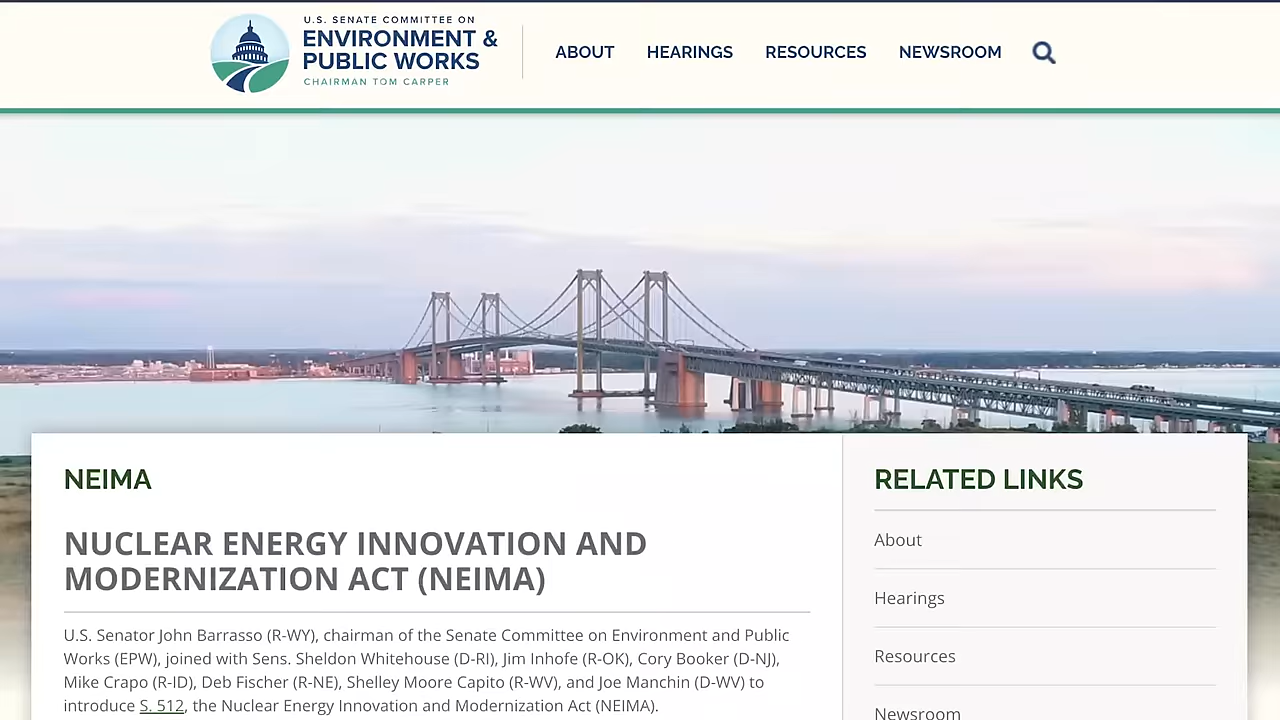 U.S. SENATE COMMITTEE ON
ENVIRONMENT &
PUBLIC WORKS
CHAIRMAN TOM CARPER
ABOUT
HEARINGS
RESOURCES
NEWSROOM
NEIMA
NUCLEAR ENERGY INNOVATION AND
MODERNIZATION ACT (NEIMA)
U.S. Senator John Barrasso (R-WY), chairman of the Senate Committee on Environment and Public
Works (EPW), joined with Sens. Sheldon Whitehouse (D-RI), Jim Inhofe (R-OK), Cory Booker (D-NJ),
Mike Crapo (R-ID), Deb Fischer (R-NE), Shelley Moore Capito (R-WV), and Joe Manchin (D-WV) to
introduce S. 512, the Nuclear Energy Innovation and Modernization Act (NEIMA).
RELATED LINKS
About
Hearings
Resources
Newsroom